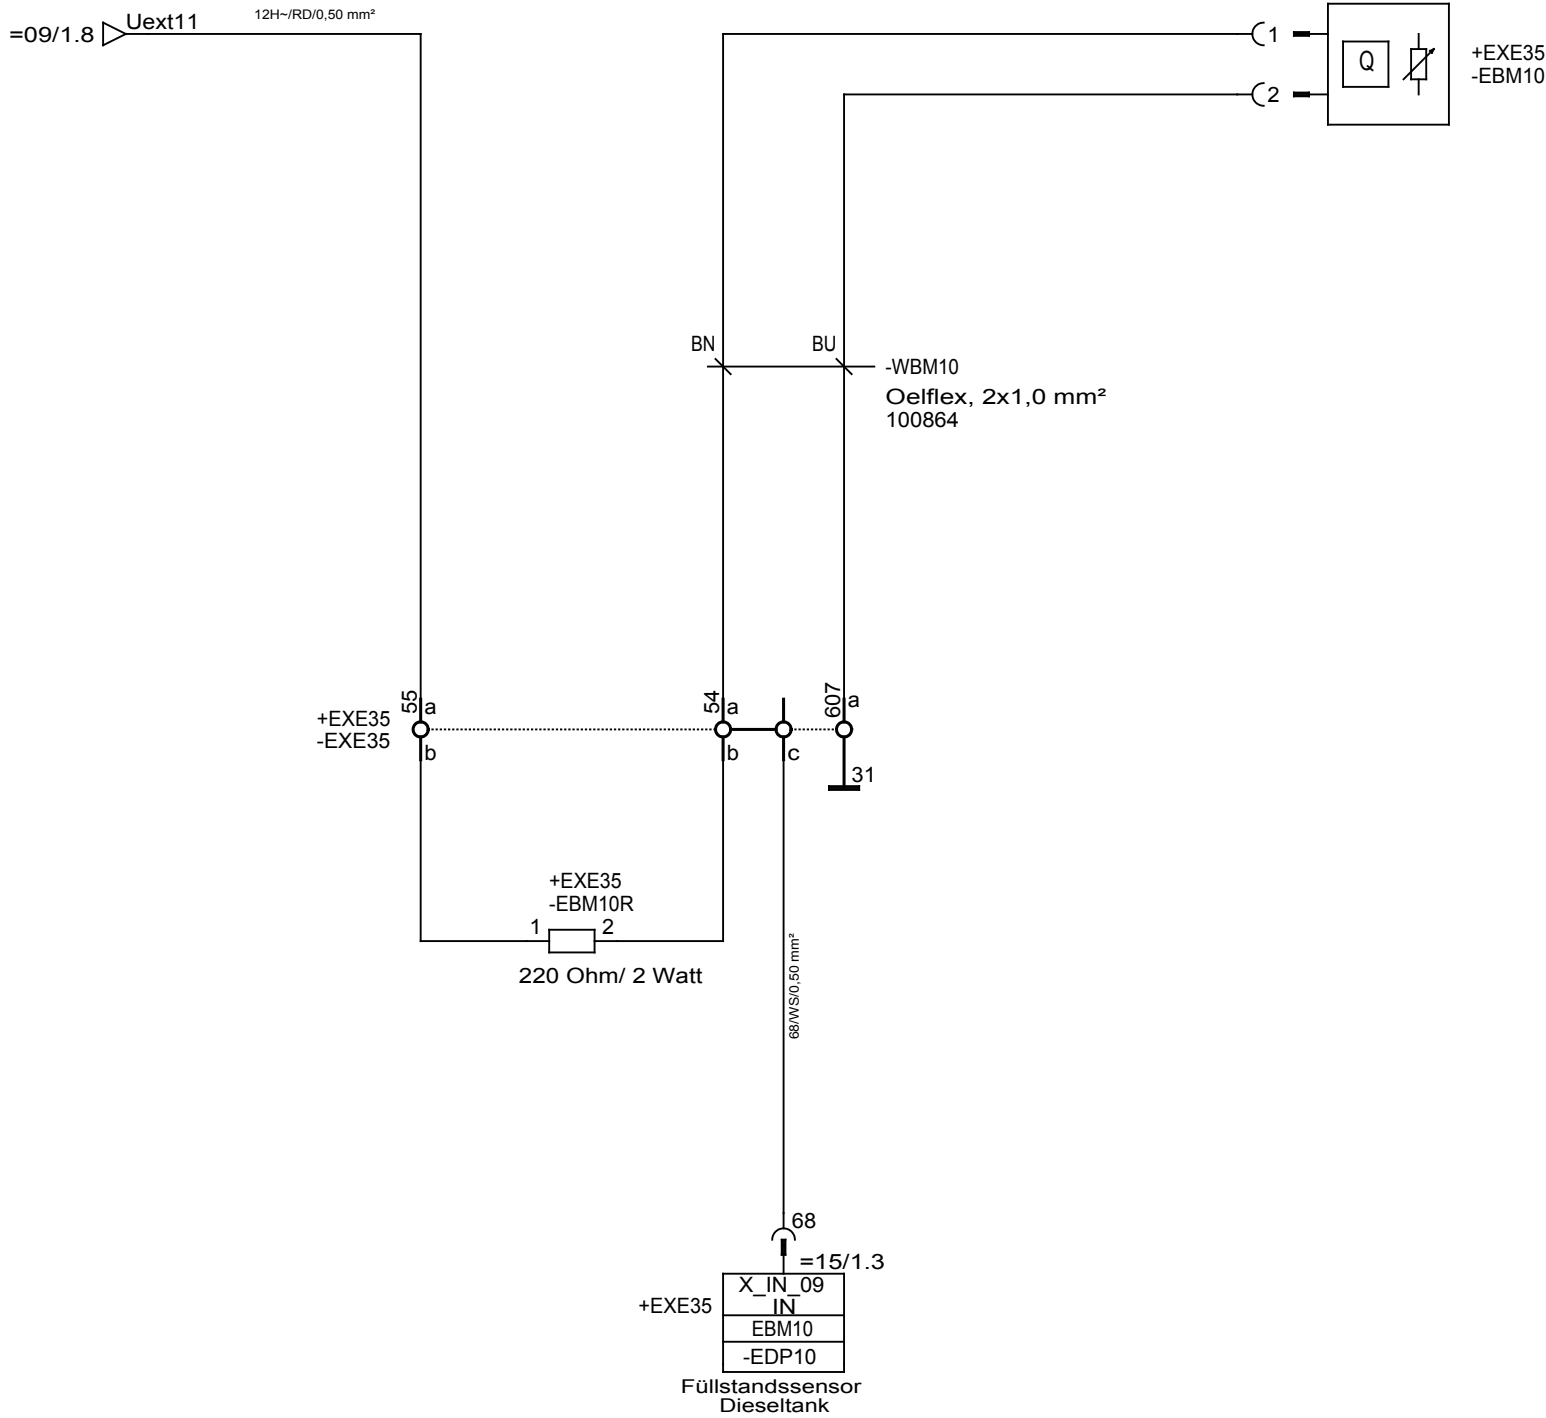 =09/1.8
Uext11
12H~/RD/0,50 mm²
1
2
Q
+EXE35
-EBM10
BN
BU
-WBM10
Oelflex, 2x1,0 mm²
100864
+EXE35
-EXE35
55
a
b
54
a
b
c
607
a
31
+EXE35
-EBM10R
1
2
220 Ohm/ 2 Watt
68/WS/0,50 mm²
68
=15/1.3
+EXE35
X_IN_09
IN
EBM10
-EDP10
Füllstandssensor
Dieseltank